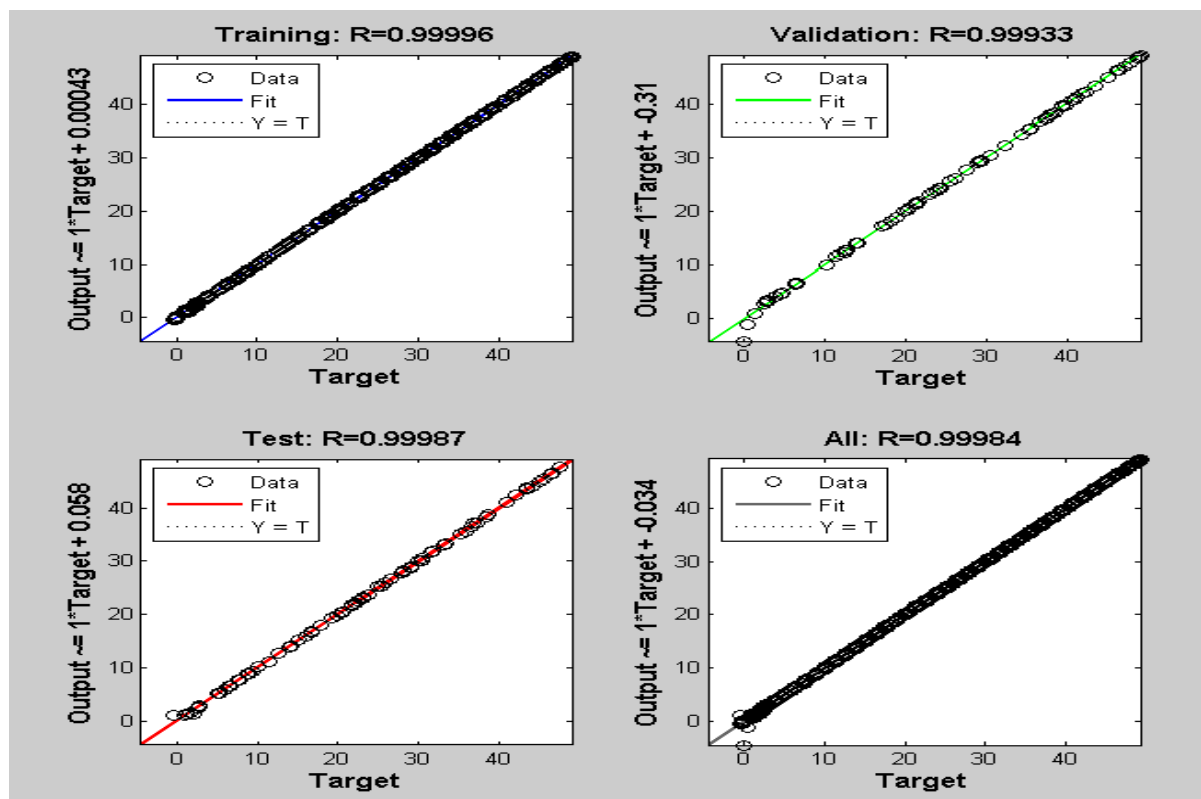 Training: R=0.99996
Output ~= 1*Target + 0.00043
Data
Fit
Y = T
40
30
20
10
0
0 10 20 30 40
Target
Validation: R=0.99933
Output ~= 1*Target + -0.31
Data
Fit
Y = T
40
30
20
10
0
0 10 20 30 40
Target
Test: R=0.99987
Output ~= 1*Target + 0.058
Data
Fit
Y = T
40
30
20
10
0
0 10 20 30 40
Target
All: R=0.99984
Output ~= 1*Target + -0.034
Data
Fit
Y = T
40
30
20
10
0
0 10 20 30 40
Target